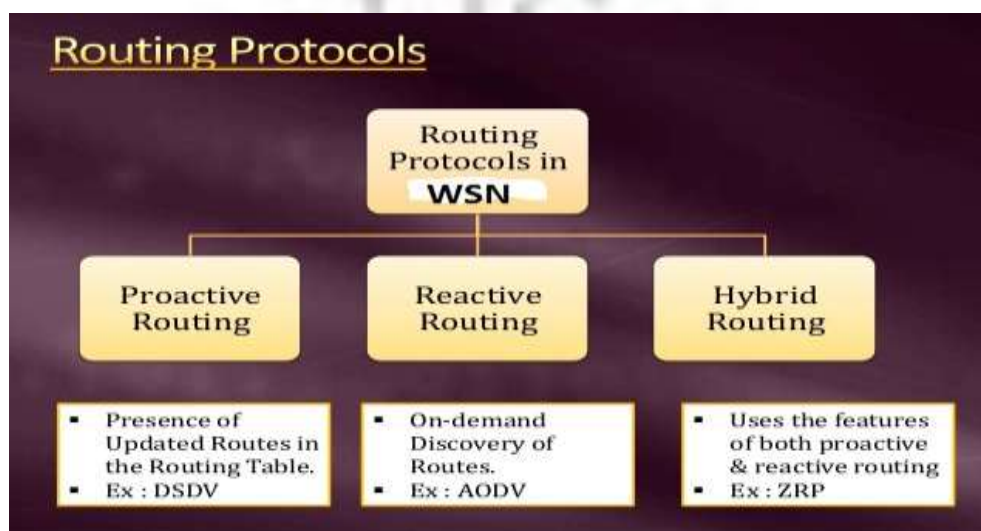 Routing Protocols
Routing
Protocols in
WSN
Proactive
Routing
Reactive
Routing
Hybrid
Routing
▪ Presence of
Updated Routes in
the Routing Table.
▪ Ex : DSDV
▪ On-demand
Discovery of
Routes.
▪ Ex : AODV
▪ Uses the features
of both proactive
& reactive routing
▪ Ex : ZRP